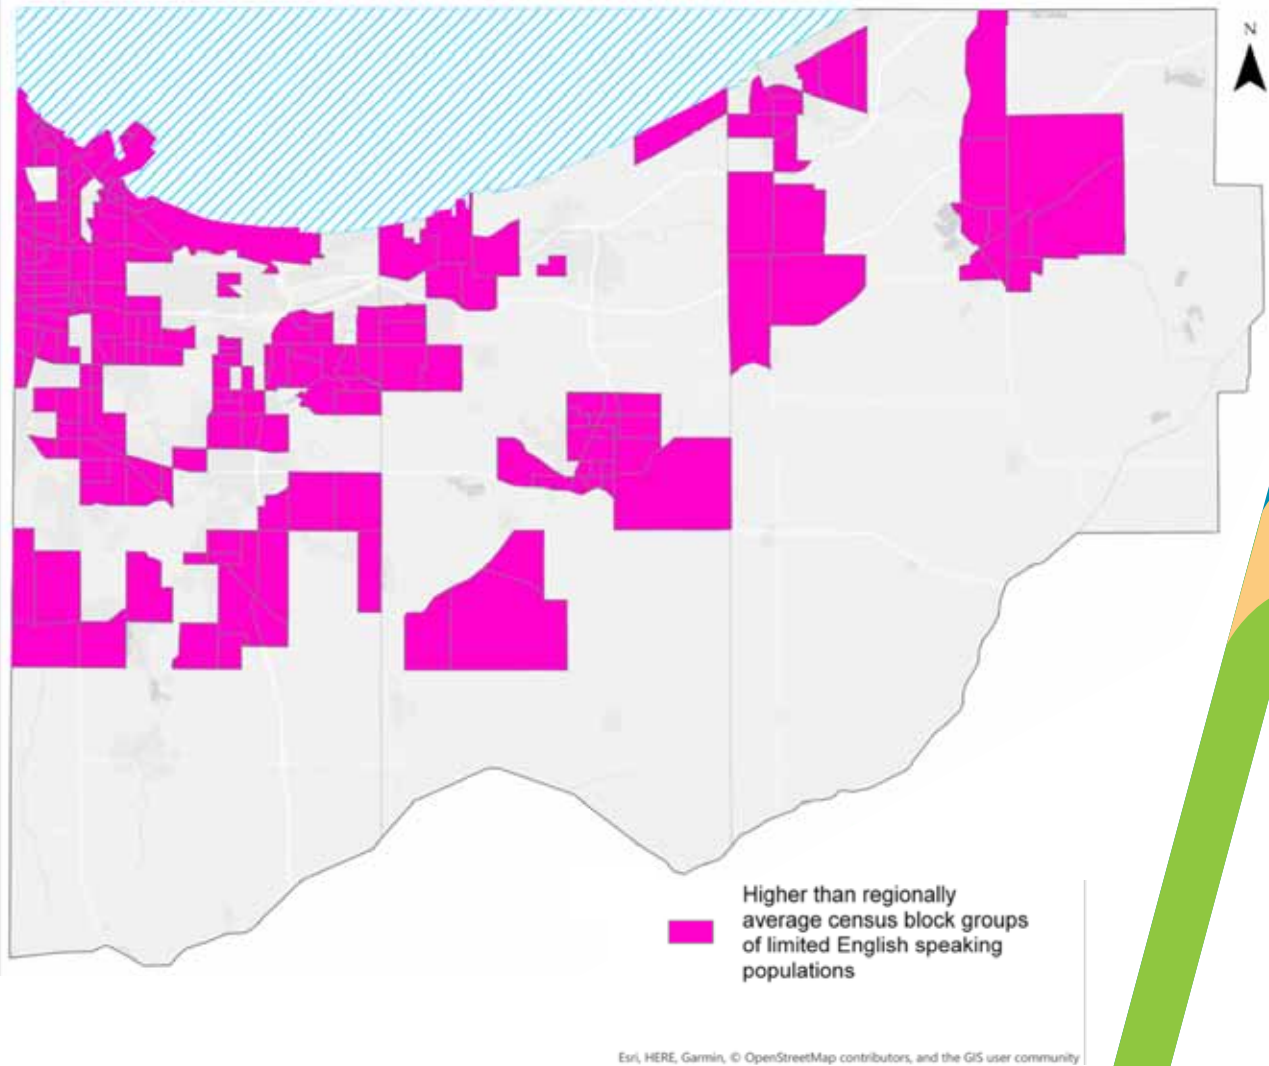 N
Higher than regionally
average census block groups
of limited English speaking
populations
Esri, HERE, Garmin, © OpenStreetMap contributors, and the GIS user community